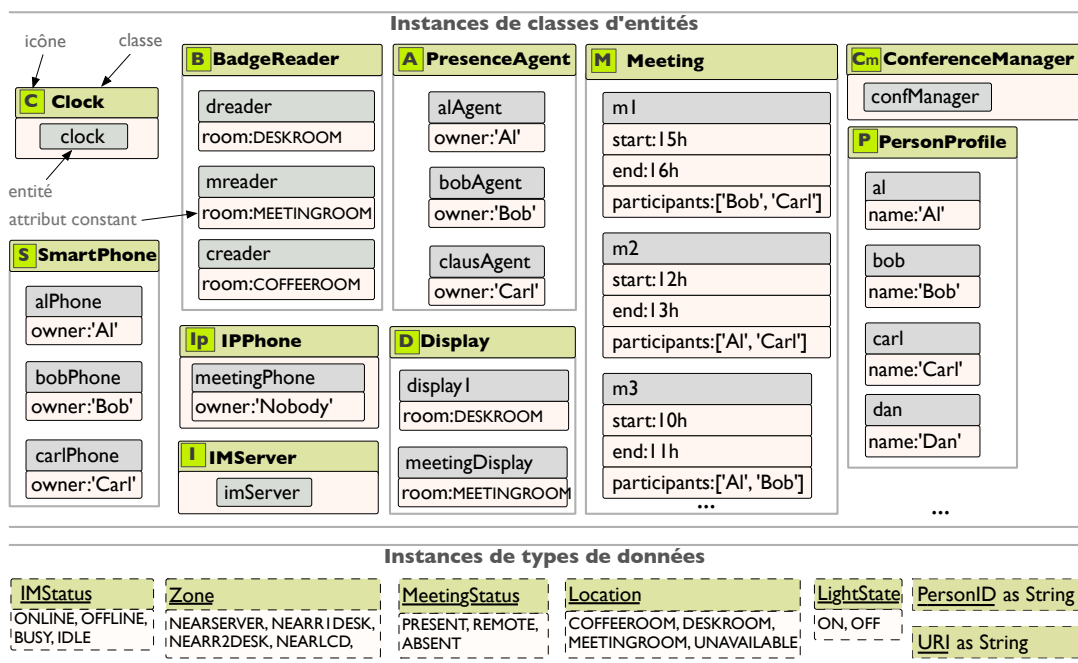 Instances de classes d'entités
icône
classe
C Clock
clock
entité
attribut constant
S SmartPhone
alPhone
owner:'Al'
bobPhone
owner:'Bob'
carlPhone
owner:'Carl'
B BadgeReader
dreader
room:DESKROOM
mreader
room:MEETINGROOM
creader
room:COFFEEROOM
A PresenceAgent
alAgent
owner:'Al'
bobAgent
owner:'Bob'
clausAgent
owner:'Carl'
Ip IPPhone
meetingPhone
owner:'Nobody'
I IMServer
imServer
D Display
display1
room:DESKROOM
meetingDisplay
room:MEETINGROOM
M Meeting
m1
start:15h
end:16h
participants:['Bob', 'Carl']
m2
start:12h
end:13h
participants:['Al', 'Carl']
m3
start:10h
end:11h
participants:['Al', 'Bob']
...
Cm ConferenceManager
confManager
P PersonProfile
al
name:'Al'
bob
name:'Bob'
carl
name:'Carl'
dan
name:'Dan'
...
Instances de types de données
IMStatus
ONLINE, OFFLINE,
BUSY, IDLE
Zone
NEARSERVER, NEARR1DESK,
NEARR2DESK, NEARLCD,
MeetingStatus
PRESENT, REMOTE,
ABSENT
Location
COFFEEROOM, DESKROOM,
MEETINGROOM, UNAVAILABLE
LightState
ON, OFF
PersonID as String
URI as String